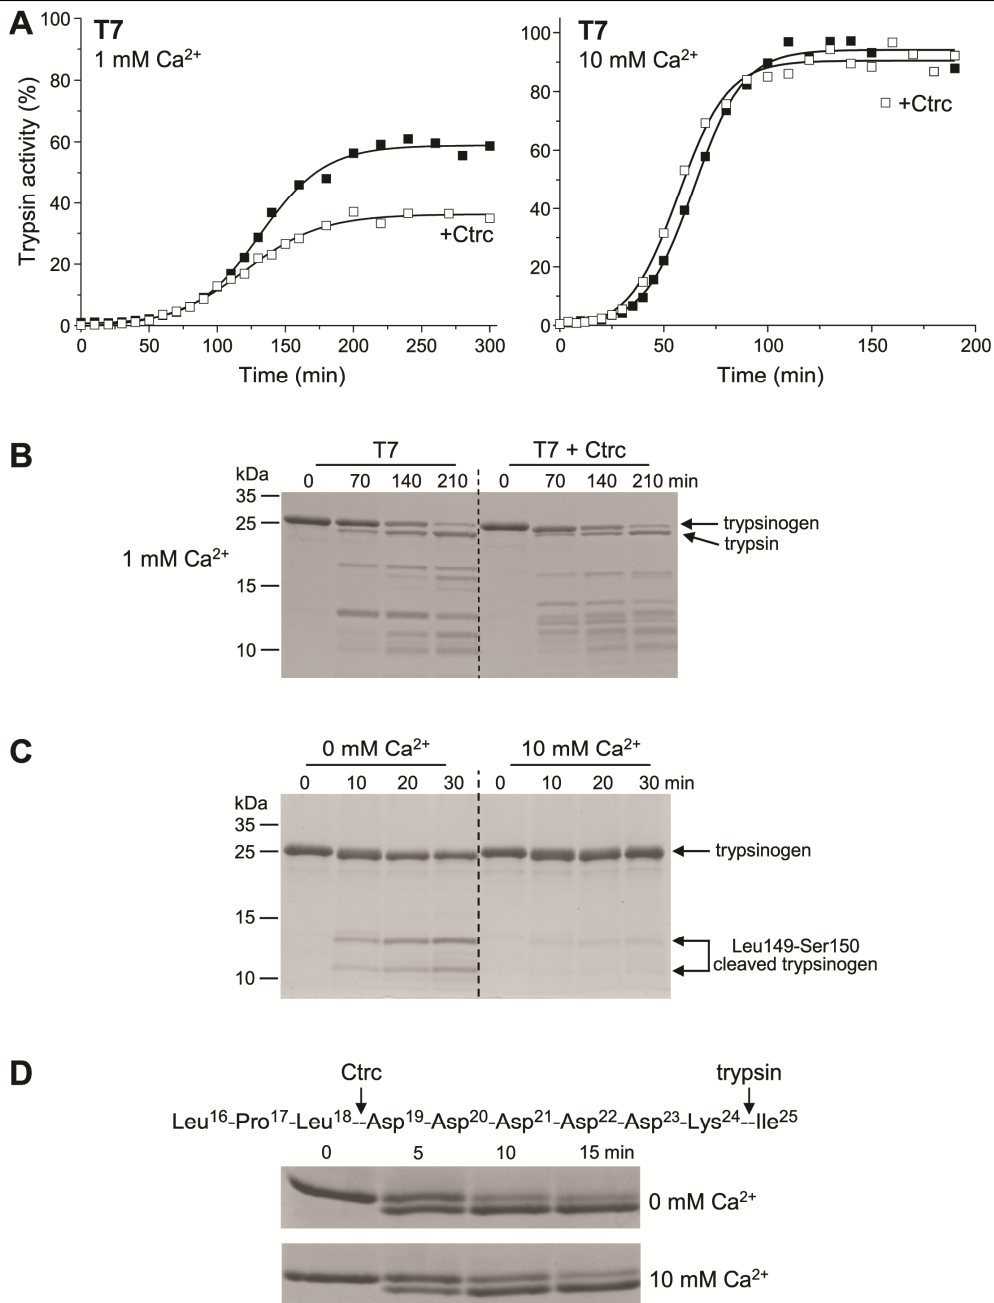 A
T7
1 mM Ca²⁺
Trypsin activity (%)
100
80
60
40
20
0
+Ctrc
0 50 100 150 200 250 300
Time (min)
T7
10 mM Ca²⁺
100
80
60
40
20
0
+Ctrc
0 50 100 150 200
Time (min)
B
T7 T7 + Ctrc
kDa 0 70 140 210 0 70 140 210 min
35
25
15
10
1 mM Ca²⁺
trypsinogen
trypsin
C
0 mM Ca²⁺ 10 mM Ca²⁺
0 10 20 30 0 10 20 30 min
kDa
35
25
15
10
trypsinogen
Leu149-Ser150
cleaved trypsinogen
D
Ctrc trypsin
Leu¹⁶-Pro¹⁷-Leu¹⁸--Asp¹⁹-Asp²⁰-Asp²¹-Asp²²-Asp²³-Lys²⁴--Ile²⁵
0 5 10 15 min
0 mM Ca²⁺
10 mM Ca²⁺